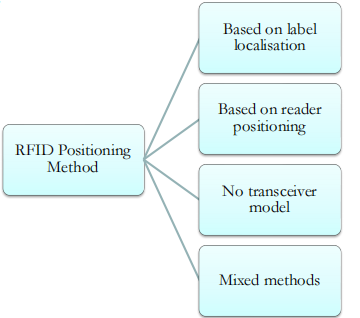 Based on label
localisation
Based on reader
positioning
RFID Positioning
Method
No transceiver
model
Mixed methods